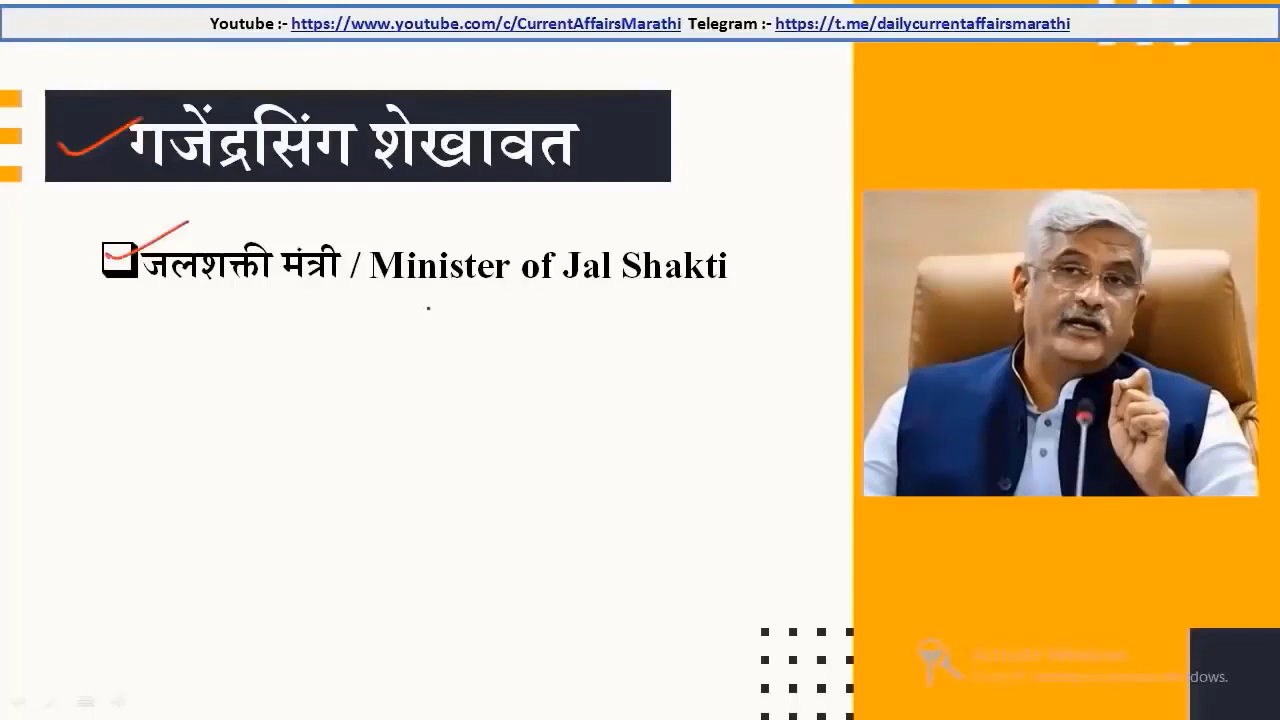 Youtube :- https://www.youtube.com/c/CurrentAffairsMarathi Telegram :- https://t.me/dailycurrentaffairsmarathi
गजेंद्रसिंग शेखावत
जलशक्ती मंत्री / Minister of Jal Shakti